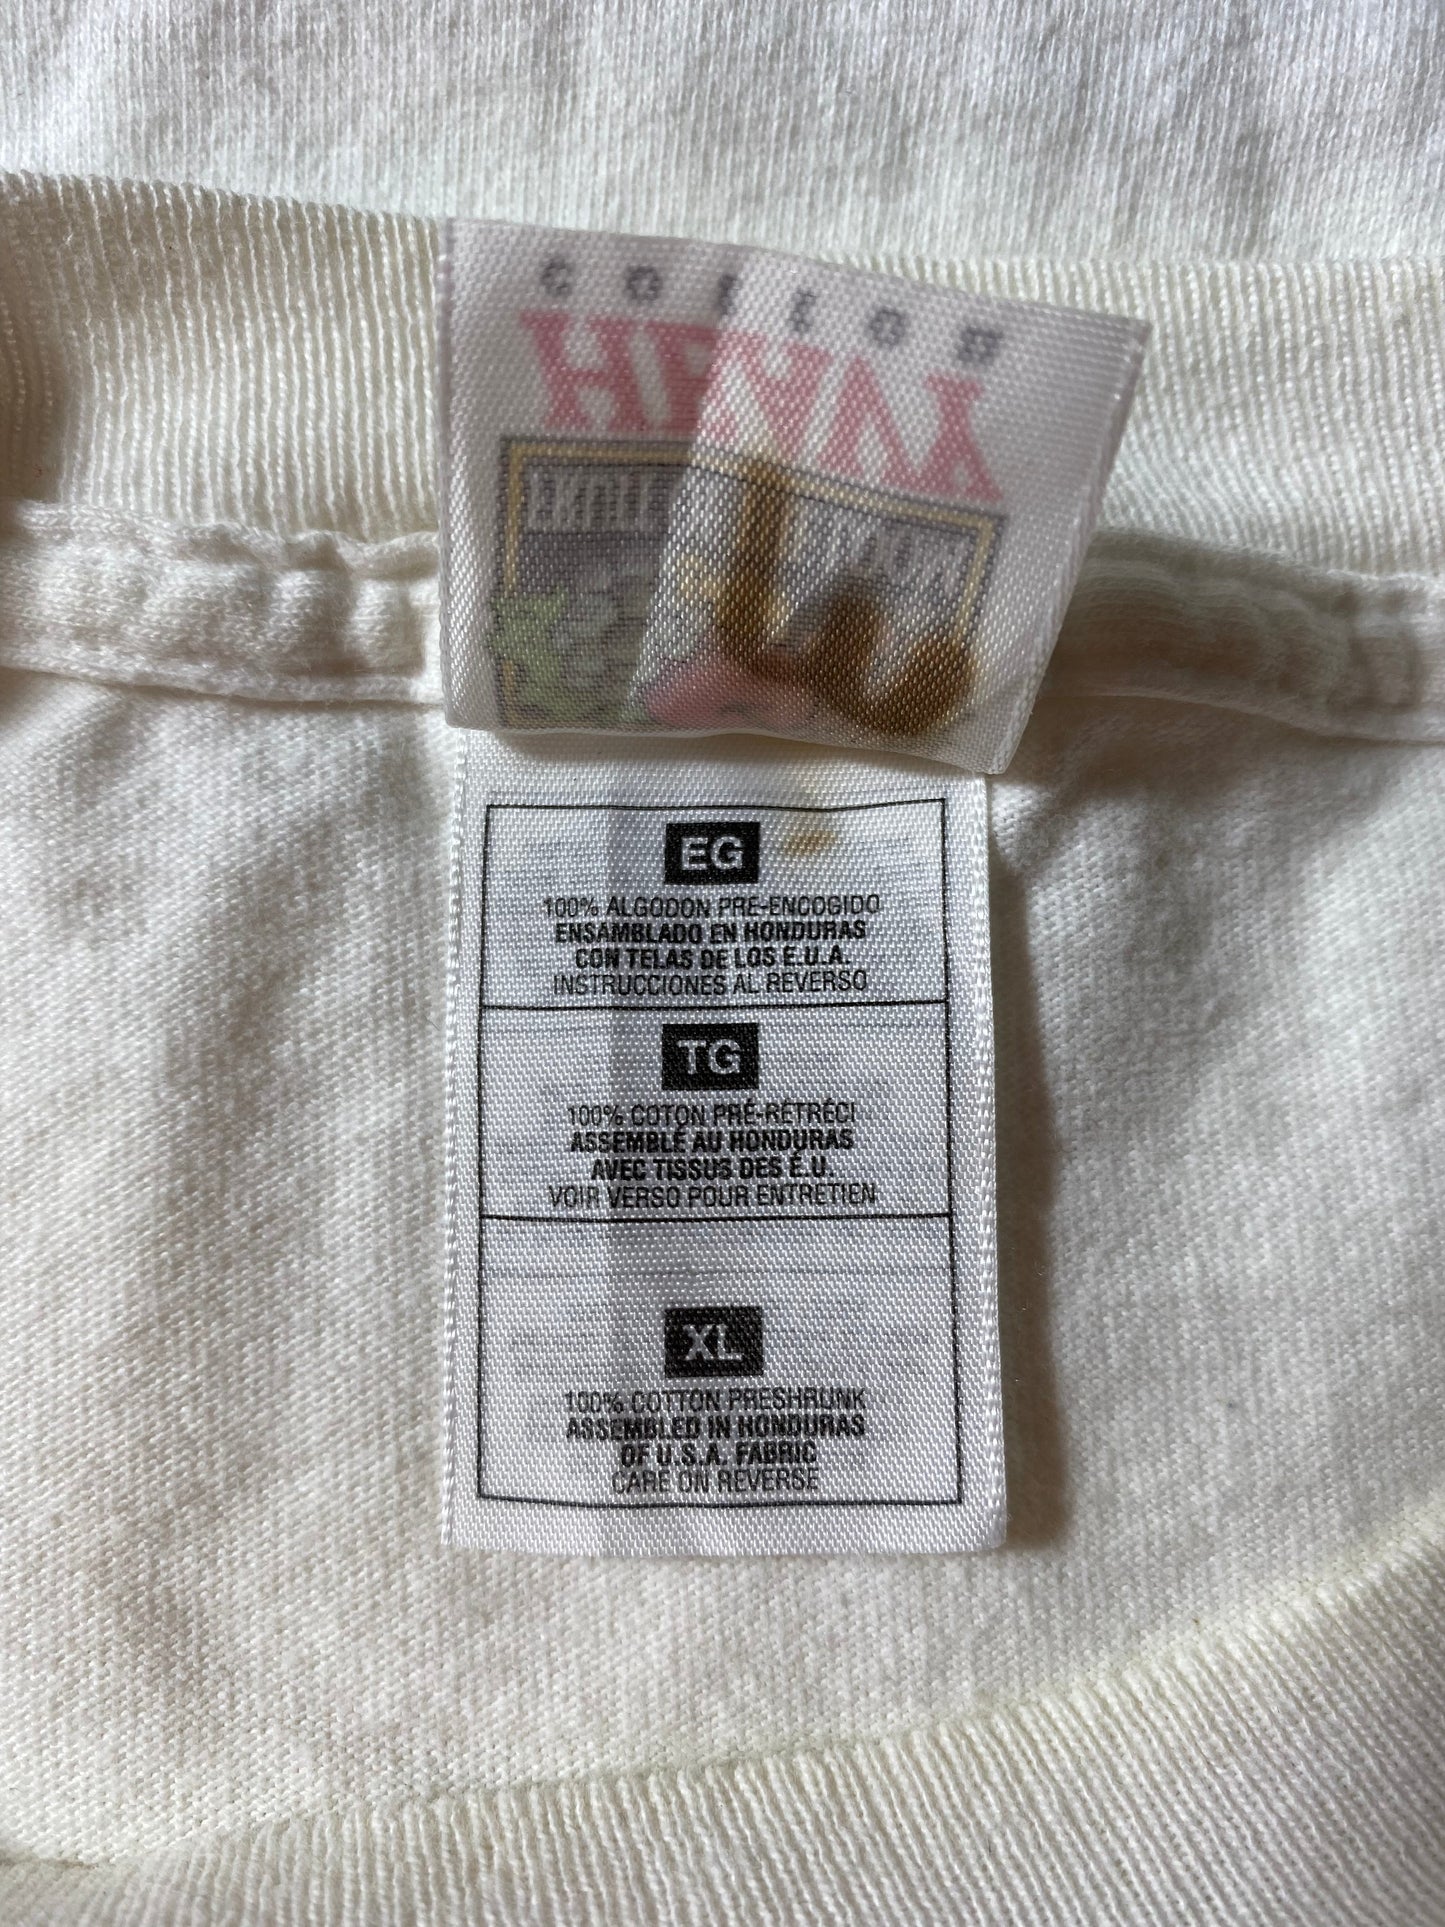 EG
100% ALGODON PRE-ENCOGIDO
ENSAMBLADO EN HONDURAS
CON TELAS DE LOS E.U.A.
INSTRUCCIONES AL REVERSO
TG
100% COTON PRÉ-RÉTRÉCI
ASSEMBLÉ AU HONDURAS
AVEC TISSUS DES É.U.
VOIR VERSO POUR ENTRETIEN
XL
100% COTTON PRESHRUNK
ASSEMBLED IN HONDURAS
OF U.S.A. FABRIC
CARE ON REVERSE